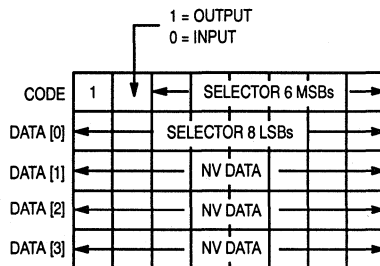 1 = OUTPUT
0 = INPUT
CODE 1 SELECTOR 6 MSBs
DATA [0] SELECTOR 8 LSBs
DATA [1] NV DATA
DATA [2] NV DATA
DATA [3] NV DATA